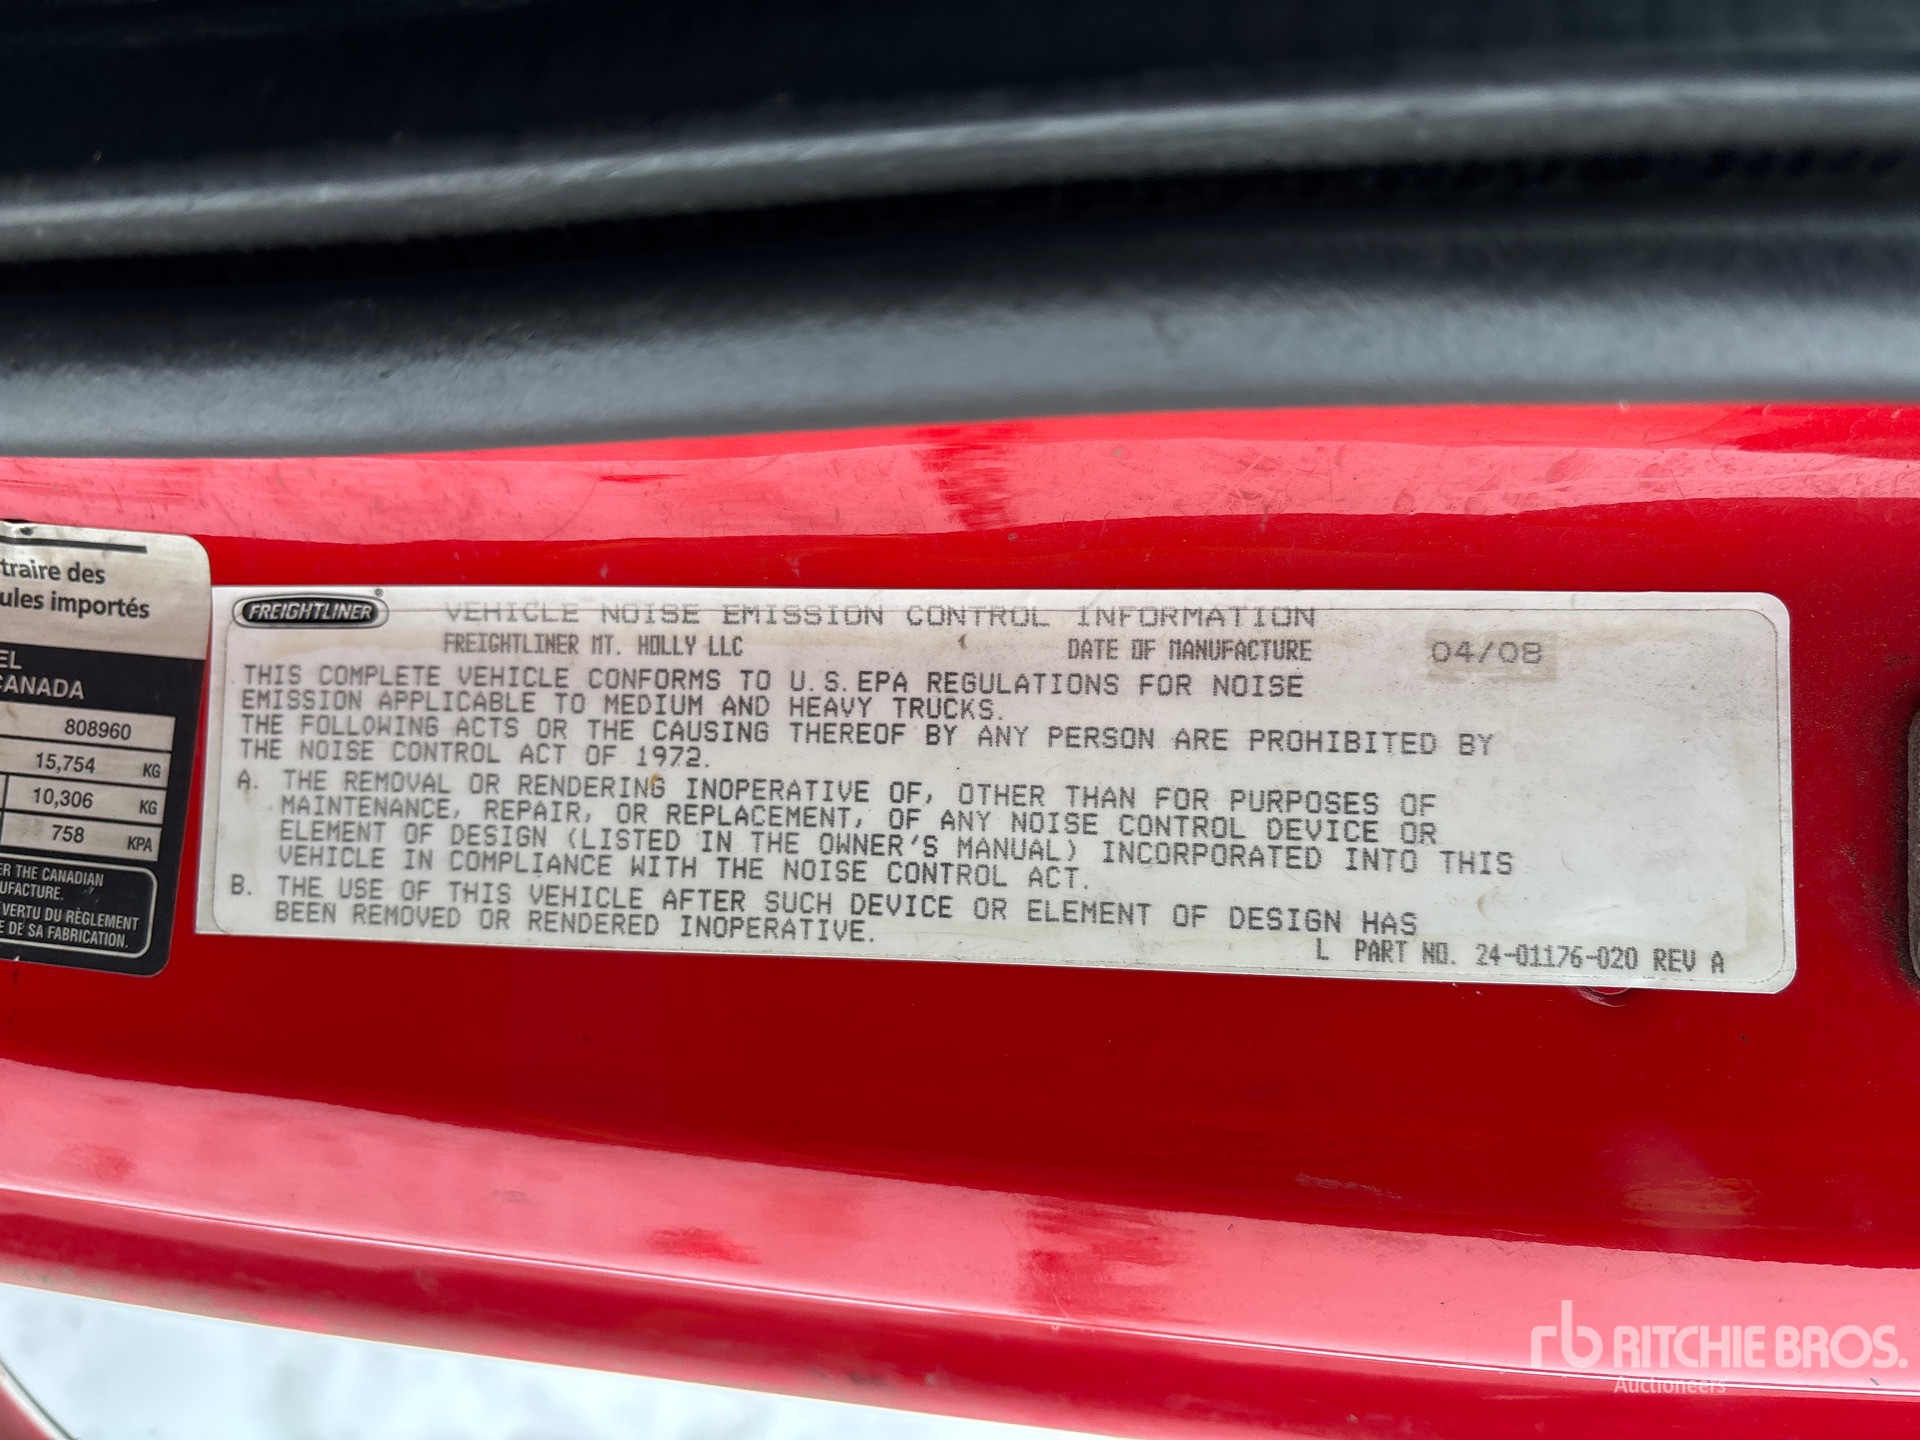 traire des
ules importés
EL
CANADA
808960
15,754 KG
10,306 KG
758 KPA
ER THE CANADIAN
UFACTURE.
VERTU DU RÈGLEMENT
E DE SA FABRICATION.
FREIGHTLINER® VEHICLE NOISE EMISSION CONTROL INFORMATION
FREIGHTLINER MT. HOLLY LLC DATE OF MANUFACTURE 04/08
THIS COMPLETE VEHICLE CONFORMS TO U.S.EPA REGULATIONS FOR NOISE
EMISSION APPLICABLE TO MEDIUM AND HEAVY TRUCKS.
THE FOLLOWING ACTS OR THE CAUSING THEREOF BY ANY PERSON ARE PROHIBITED BY
THE NOISE CONTROL ACT OF 1972.
A. THE REMOVAL OR RENDERING INOPERATIVE OF, OTHER THAN FOR PURPOSES OF
MAINTENANCE, REPAIR, OR REPLACEMENT, OF ANY NOISE CONTROL DEVICE OR
ELEMENT OF DESIGN (LISTED IN THE OWNER'S MANUAL) INCORPORATED INTO THIS
VEHICLE IN COMPLIANCE WITH THE NOISE CONTROL ACT.
B. THE USE OF THIS VEHICLE AFTER SUCH DEVICE OR ELEMENT OF DESIGN HAS
BEEN REMOVED OR RENDERED INOPERATIVE.
L PART NO. 24-01176-020 REV A
rb RITCHIE BROS.
Auctioneers